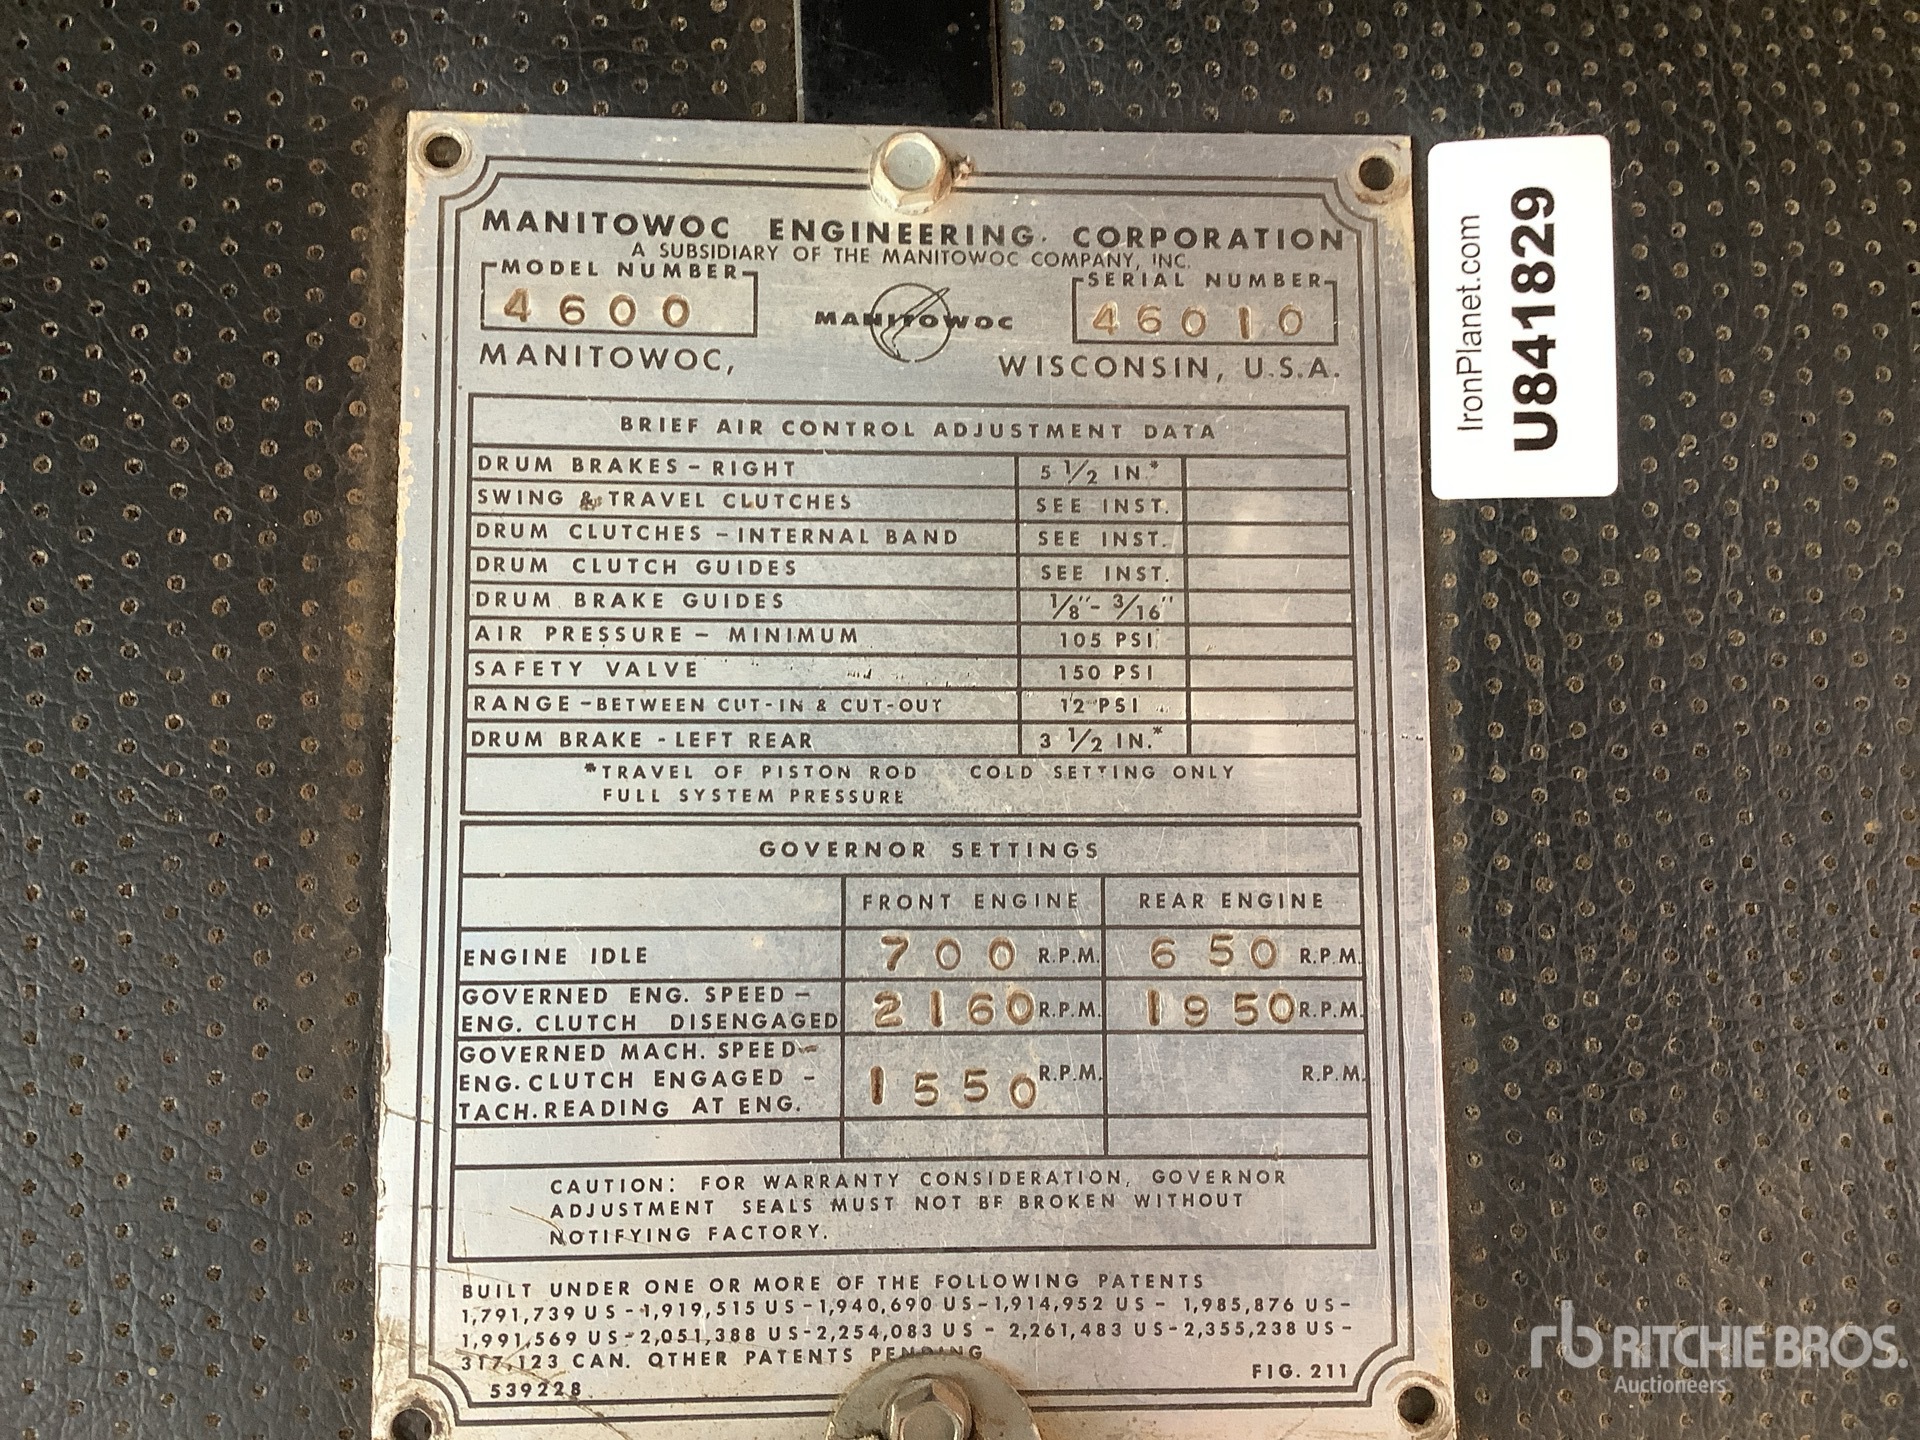 MANITOWOC ENGINEERING CORPORATION
A SUBSIDIARY OF THE MANITOWOC COMPANY, INC.
MODEL NUMBER
4600
MANITOWOC
SERIAL NUMBER
46010
MANITOWOC, WISCONSIN, U.S.A.
BRIEF AIR CONTROL ADJUSTMENT DATA
DRUM BRAKES - RIGHT 5 1/2 IN.*
SWING & TRAVEL CLUTCHES SEE INST.
DRUM CLUTCHES - INTERNAL BAND SEE INST.
DRUM CLUTCH GUIDES SEE INST.
DRUM BRAKE GUIDES 1/8"- 3/16"
AIR PRESSURE - MINIMUM 105 PSI
SAFETY VALVE 150 PSI
RANGE - BETWEEN CUT-IN & CUT-OUT 12 PSI
DRUM BRAKE - LEFT REAR 3 1/2 IN.*
*TRAVEL OF PISTON ROD COLD SETTING ONLY
FULL SYSTEM PRESSURE
GOVERNOR SETTINGS
FRONT ENGINE REAR ENGINE
ENGINE IDLE 700 R.P.M. 650 R.P.M.
GOVERNED ENG. SPEED -
ENG. CLUTCH DISENGAGED 2160 R.P.M. 1950 R.P.M.
GOVERNED MACH. SPEED -
ENG. CLUTCH ENGAGED -
TACH. READING AT ENG. 1550 R.P.M. R.P.M.
CAUTION: FOR WARRANTY CONSIDERATION, GOVERNOR
ADJUSTMENT SEALS MUST NOT BE BROKEN WITHOUT
NOTIFYING FACTORY.
BUILT UNDER ONE OR MORE OF THE FOLLOWING PATENTS
1,791,739 US - 1,919,515 US - 1,940,690 US - 1,914,952 US - 1,985,876 US -
1,991,569 US - 2,051,388 US - 2,254,083 US - 2,261,483 US - 2,355,238 US -
317,123 CAN. OTHER PATENTS PENDING
539228
FIG. 211
IronPlanet.com
U841829
rb RITCHIE BROS.
Auctioneers